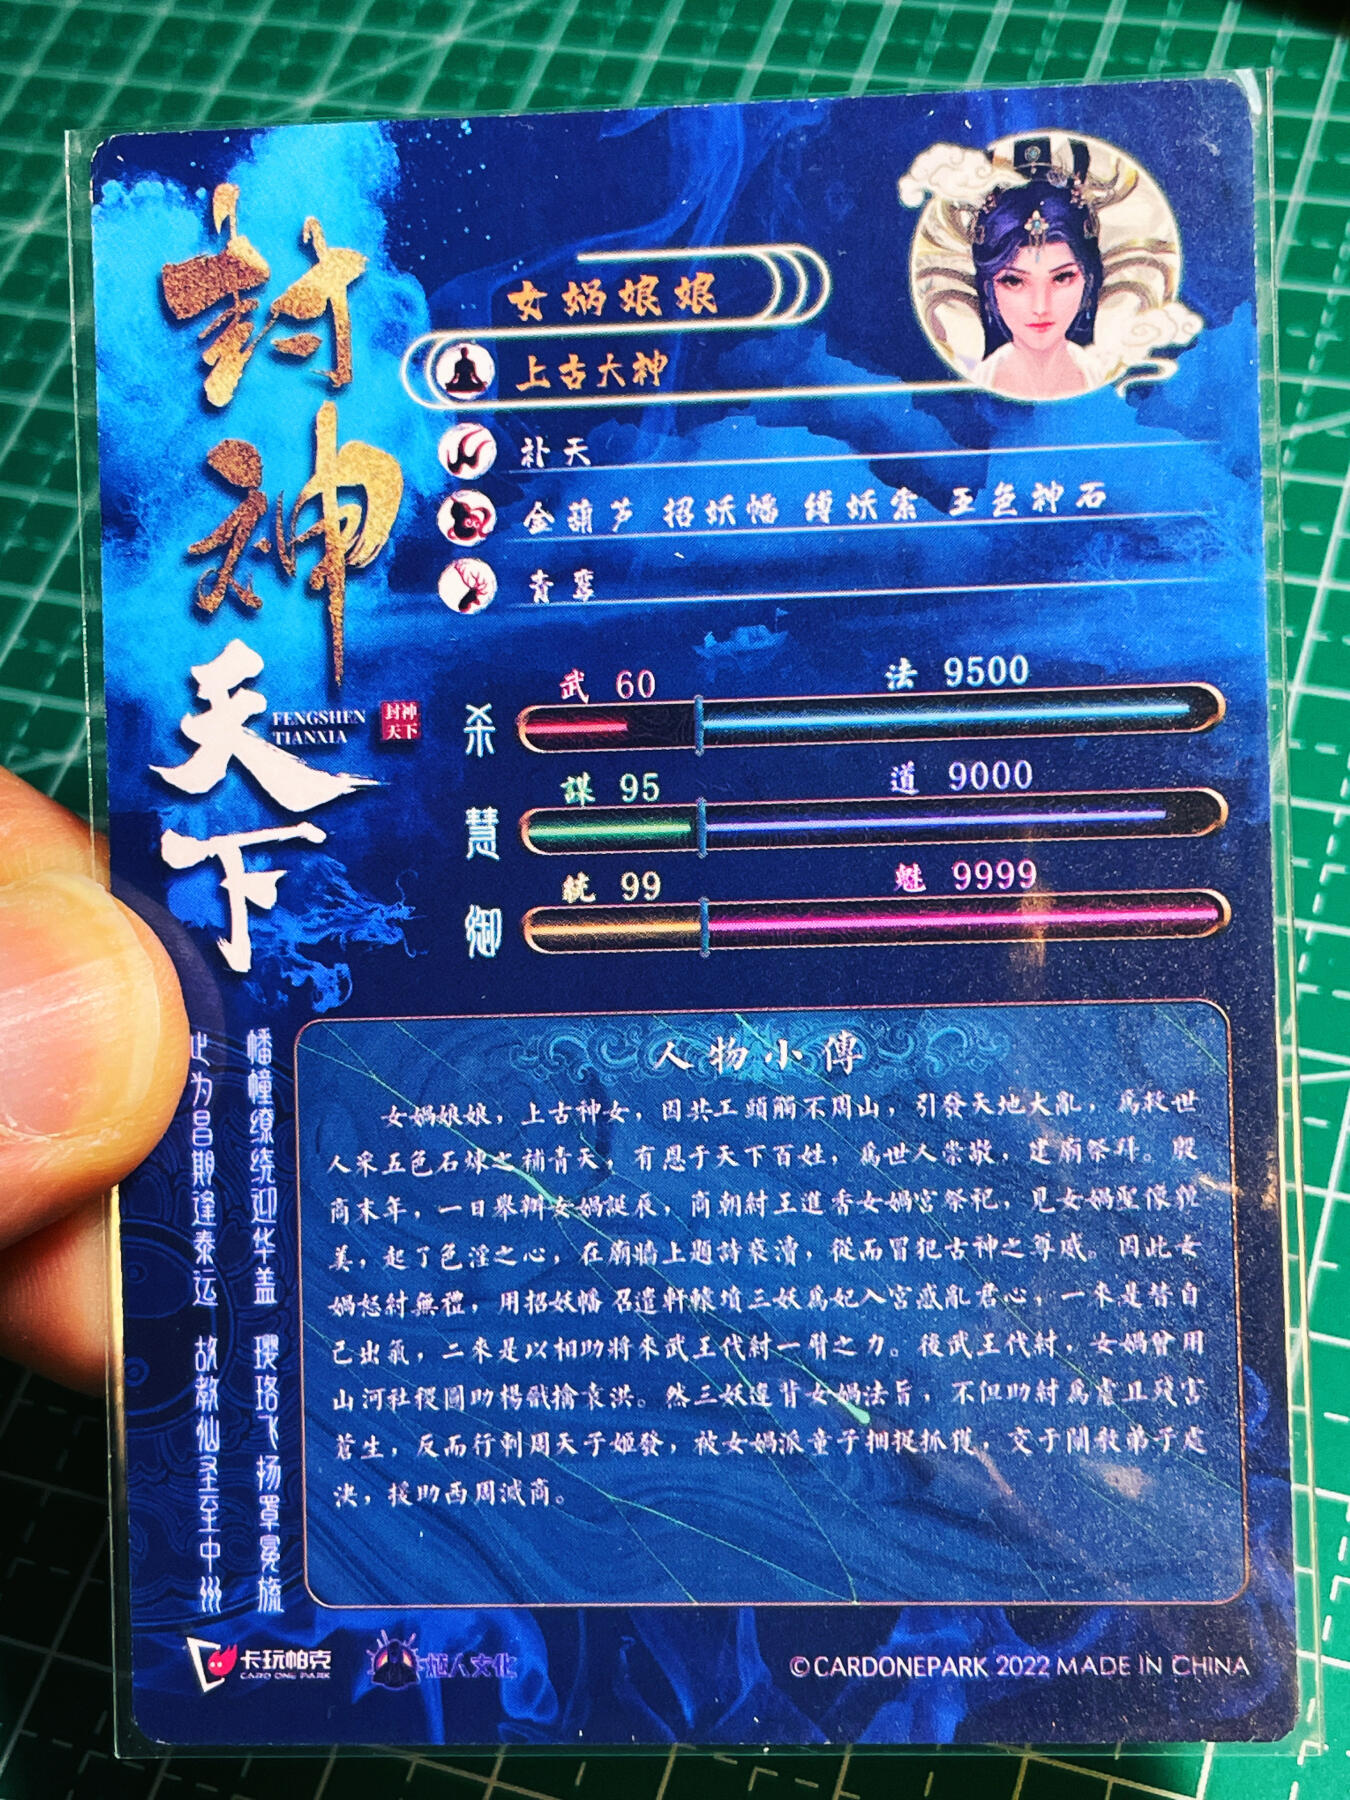 封神天下
FENGSHEN
TIANXIA
封神
天下
女娲娘娘
上古大神
补天
金葫芦 招妖幡 缚妖索 五色神石
青鸾
杀 武 60 法 9500
慧 謀 95 道 9000
御 統 99 魅 9999
幡幢缭绕迎华盖 璎珞飞扬罩冕旒
止为昌期逢泰运 故教仙圣至中州
人物小傳
女媧娘娘，上古神女，因共工頭觸不周山，引發天地大亂，爲救世
人采五色石煉之補青天，有恩于天下百姓，爲世人崇敬，建廟祭拜。殷
商末年，一日舉辦女媧誕辰，商朝紂王進香女媧宮祭祀，見女媧聖像貌
美，起了色淫之心，在廟牆上題詩褻瀆，從而冒犯古神之尊威。因此女
媧怒紂無禮，用招妖幡召遣軒轅墳三妖爲妃入宮惑亂君心，一來是替自
己出氣，二來是以相助將來武王伐紂一臂之力。後武王伐紂，女媧曾用
山河社稷圖助楊戩擒袁洪。然三妖違背女媧法旨，不但助紂爲虐且殘害
蒼生，反而行刺周天子姬發，被女媧派童子捆捉抓獲，交于闡教弟子處
決，援助西周滅商。
卡玩帕克
CARD ONE PARK
烜人文化
©CARDONEPARK 2022 MADE IN CHINA